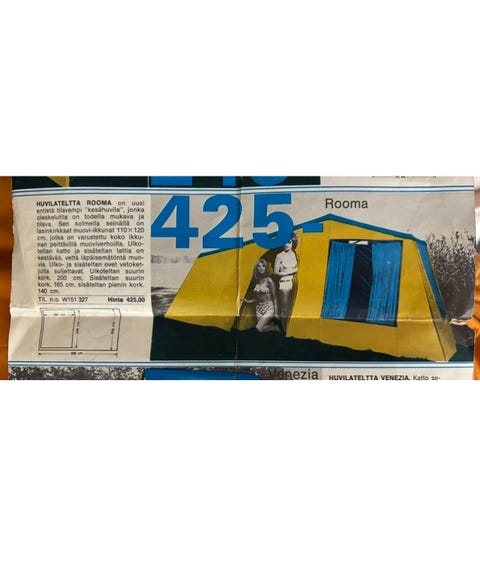 425-
Rooma
HUVILATELTTA ROOMA on uusi
entistä tilavampi "kesähuvila", jonka
oleskelutila on todella mukava ja
tilava. Sen kolmella seinällä on
lasinkirkkaat muovi-ikkunat 110×120
cm, jotka on varustettu koko ikku-
nan peittävillä muoviverhoilla. Ulko-
teltan katto ja sisäteltan lattia on
kestävää, vettä läpäisemätöntä muo-
via. Ulko- ja sisäteltan ovet vetoket-
julla suljettavat. Ulkoteltan suurin
kork. 200 cm. Sisäteltan suurin
kork. 165 cm, sisäteltan pienin kork.
140 cm.
Til. n:o W151 327 Hinta 425,00
Venezia
HUVILATELTTA VENEZIA. Katto se-